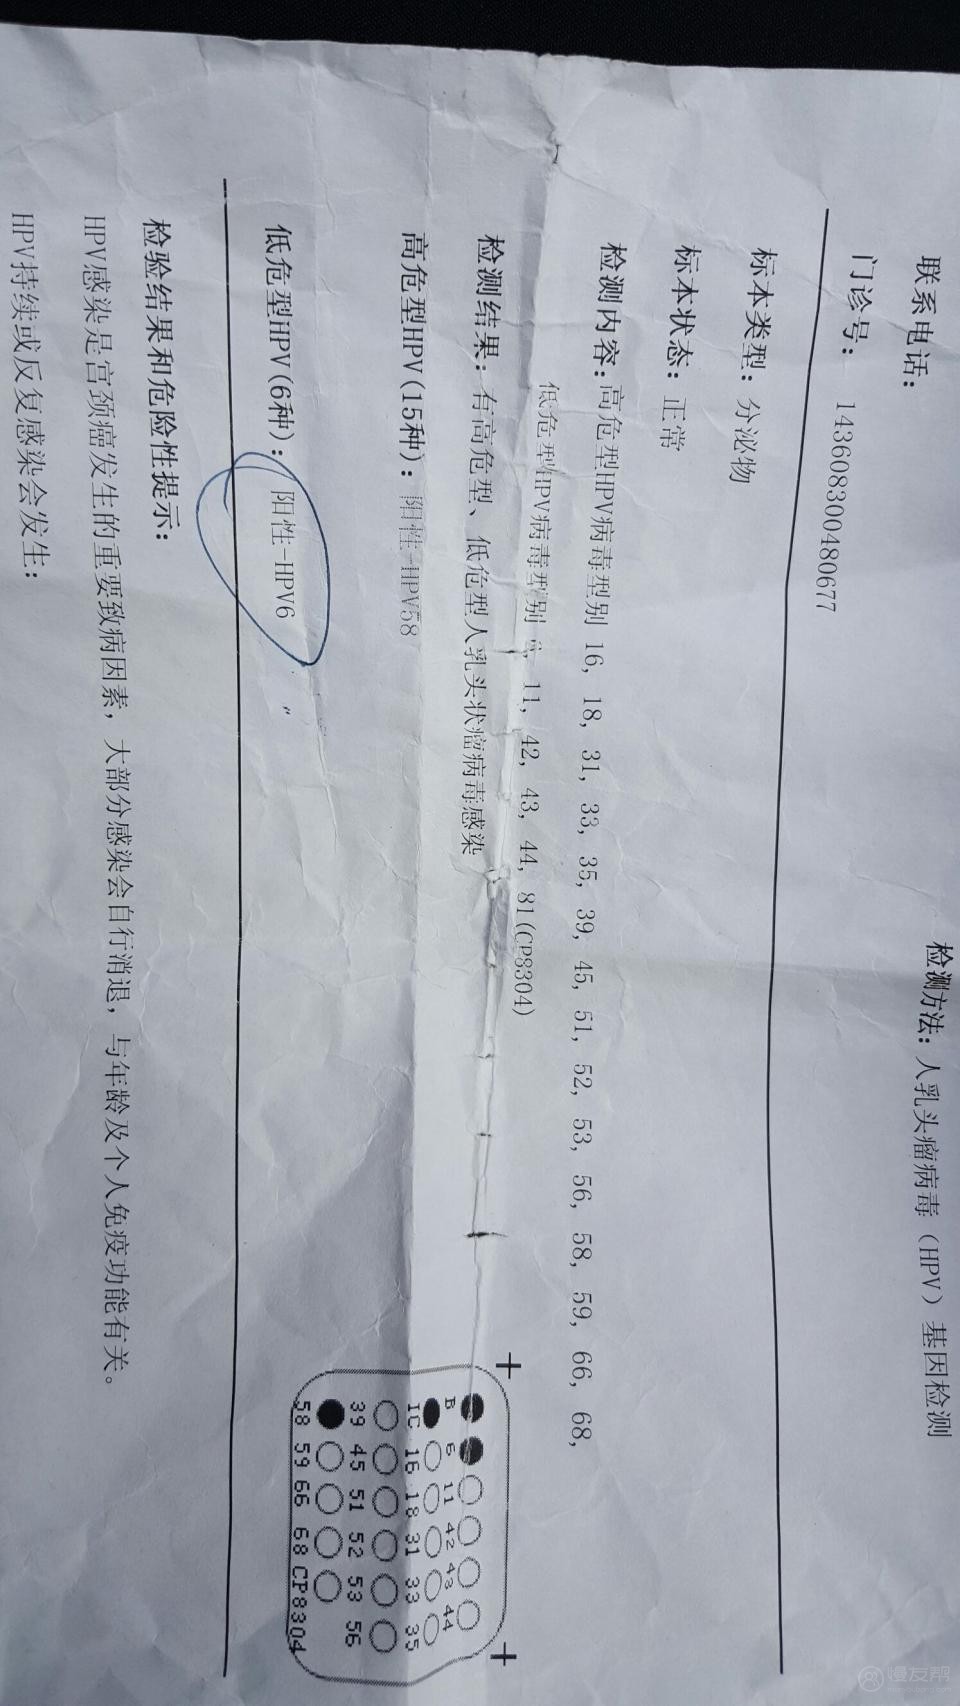 检测方法：人乳头瘤病毒（HPV）基因检测
联系电话：
门诊号： 143608300480677
标本类型：分泌物
标本状态：正常
检测内容：高危型HPV病毒型别 16, 18, 31, 33, 35, 39, 45, 51, 52, 53, 56, 58, 59, 66, 68,
低危型HPV病毒型别 6, 11, 42, 43, 44, 81(CP8304)
检测结果：有高危型、低危型人乳头状瘤病毒感染
高危型HPV(15种)：阳性-HPV58
低危型HPV(6种)：阳性-HPV6
B 6 11 42 43 44
IC 16 18 31 33 35
39 45 51 52 53 56
58 59 66 68 CP8304
检验结果和危险性提示：
HPV感染是宫颈癌发生的重要致病因素，大部分感染会自行消退，与年龄及个人免疫功能有关。
HPV持续或反复感染会发生：
慢友帮